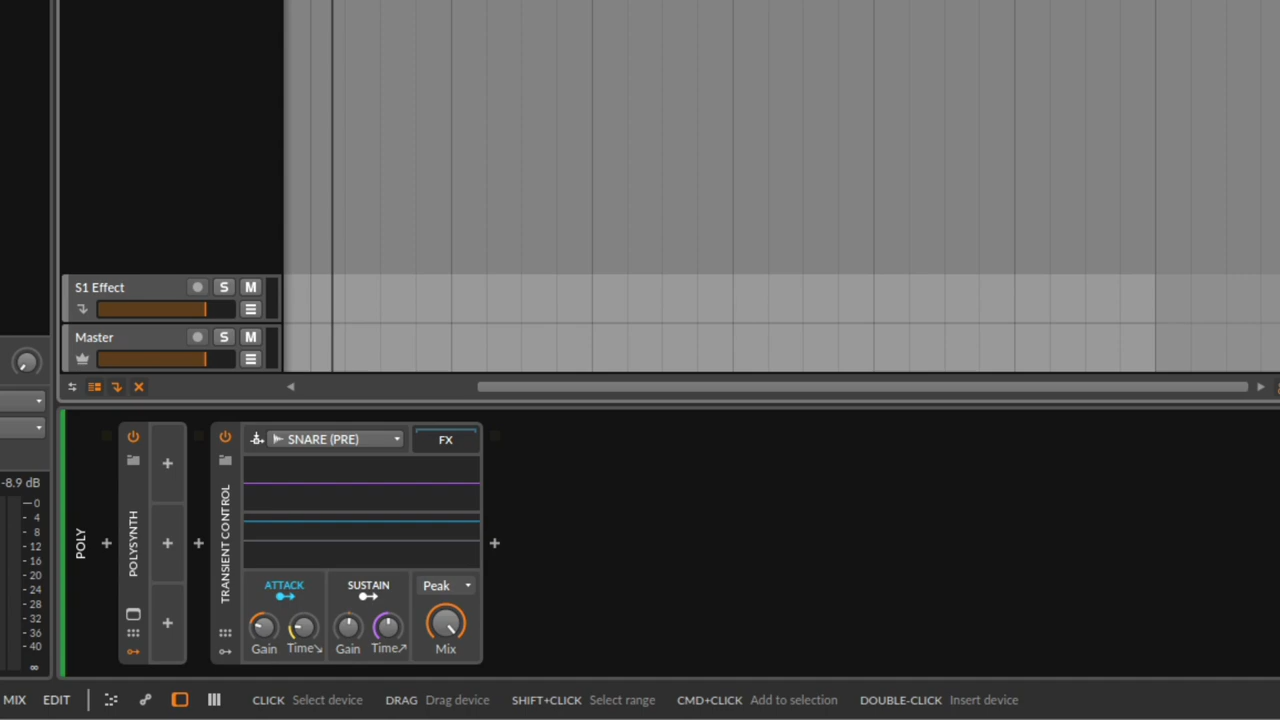 S1 Effect S M
Master S M
-8.9 dB
0
4
8
12
16
20
24
28
32
36
40
∞
POLY
POLYSYNTH
TRANSIENT CONTROL
SNARE (PRE) FX
ATTACK SUSTAIN Peak
Gain Time Gain Time Mix
MIX EDIT CLICK Select device DRAG Drag device SHIFT+CLICK Select range CMD+CLICK Add to selection DOUBLE-CLICK Insert device